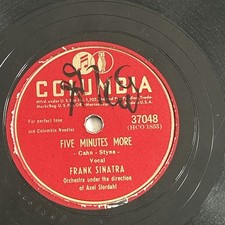 COLUMBIA
For perfect tone
use Columbia Needles
37048
(HCO 1855)
FIVE MINUTES MORE
- Cahn - Styne -
Vocal
FRANK SINATRA
Orchestra under the direction
of Axel Stordahl